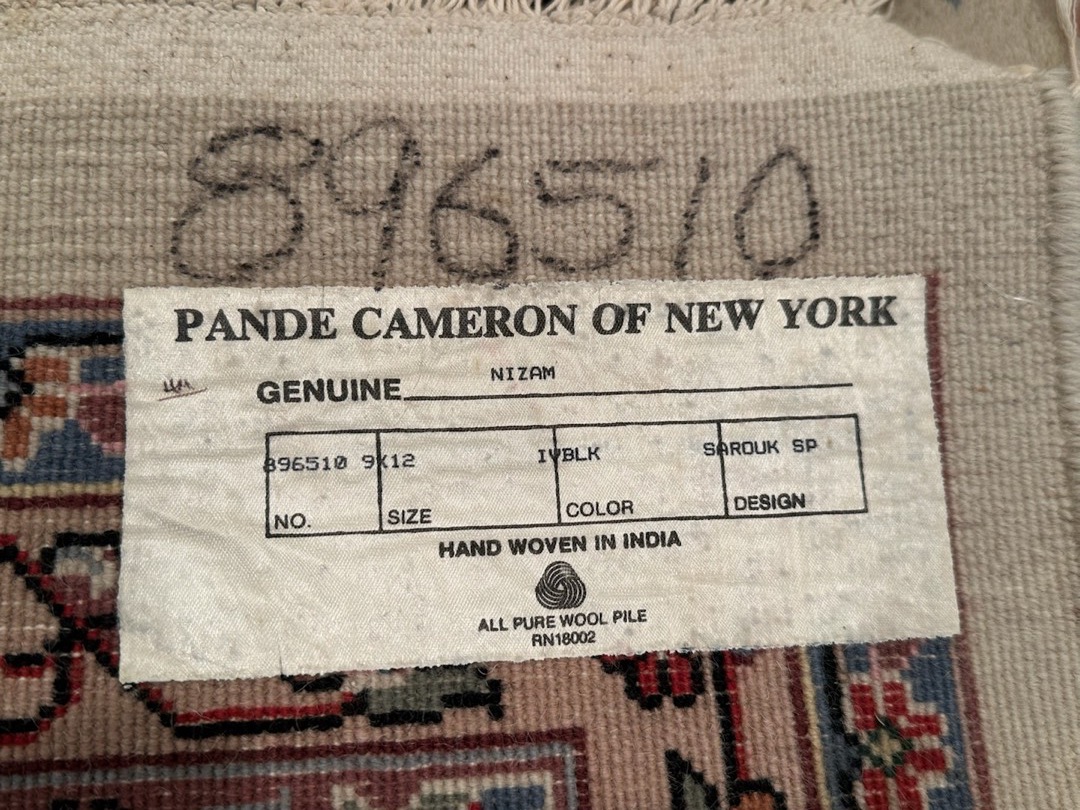 896510
PANDE CAMERON OF NEW YORK
GENUINE NIZAM
896510 9X12 IVBLK SAROUK SP
NO. SIZE COLOR DESIGN
HAND WOVEN IN INDIA
ALL PURE WOOL PILE
RN18002